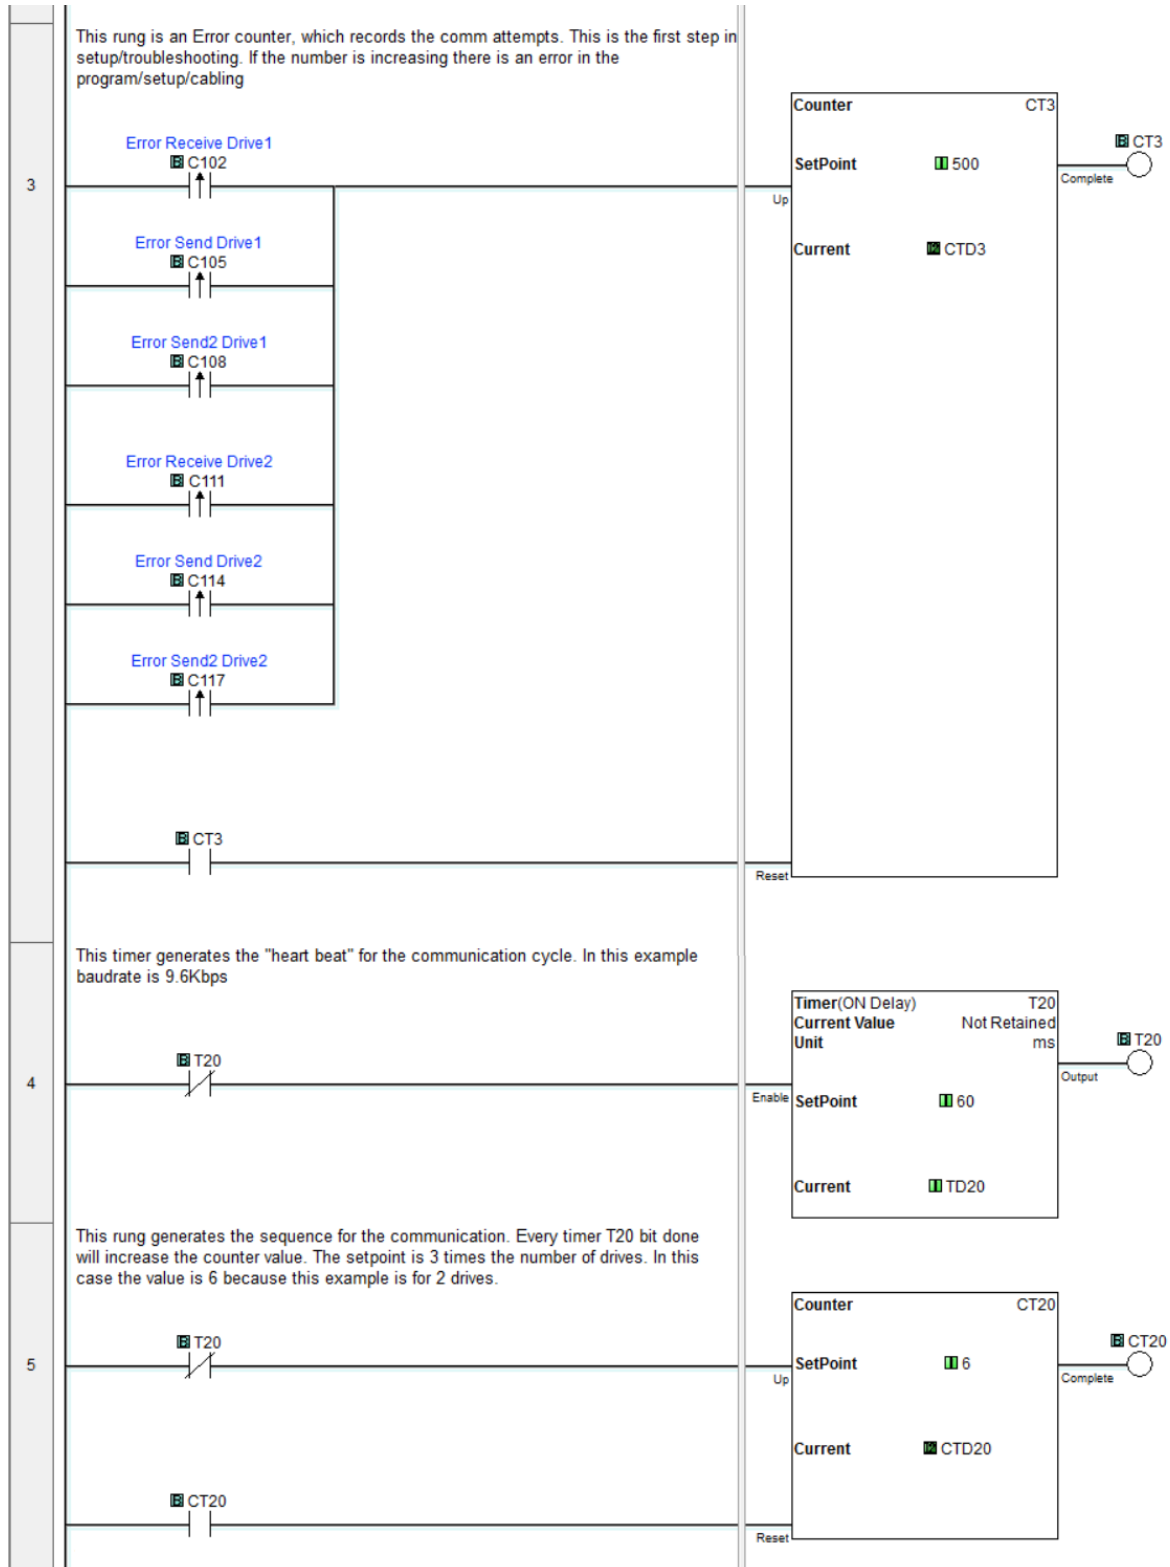 This rung is an Error counter, which records the comm attempts. This is the first step in
setup/troubleshooting. If the number is increasing there is an error in the
program/setup/cabling
Counter CT3
Error Receive Drive1
B C102
B CT3
3
SetPoint 500
Complete
Up
Error Send Drive1
B C105
Current CTD3
Error Send2 Drive1
B C108
Error Receive Drive2
B C111
Error Send Drive2
B C114
Error Send2 Drive2
B C117
B CT3
Reset
This timer generates the "heart beat" for the communication cycle. In this example
baudrate is 9.6Kbps
Timer(ON Delay) T20
Current Value Not Retained
Unit ms
B T20
B T20
4
Output
Enable
SetPoint 60
Current TD20
This rung generates the sequence for the communication. Every timer T20 bit done
will increase the counter value. The setpoint is 3 times the number of drives. In this
case the value is 6 because this example is for 2 drives.
Counter CT20
B T20
B CT20
5
SetPoint 6
Complete
Up
Current CTD20
B CT20
Reset